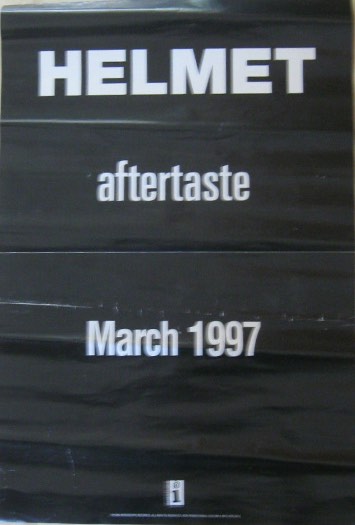 HELMET
aftertaste
March 1997
i